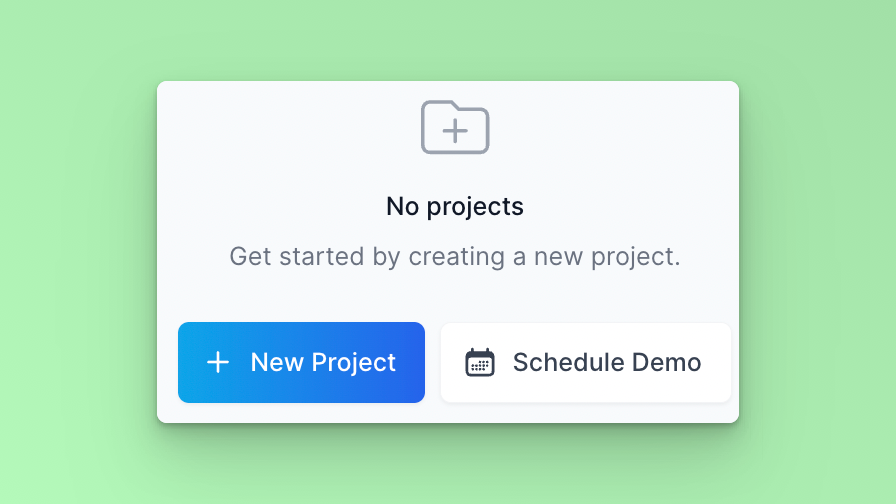 No projects
Get started by creating a new project.
New Project
Schedule Demo